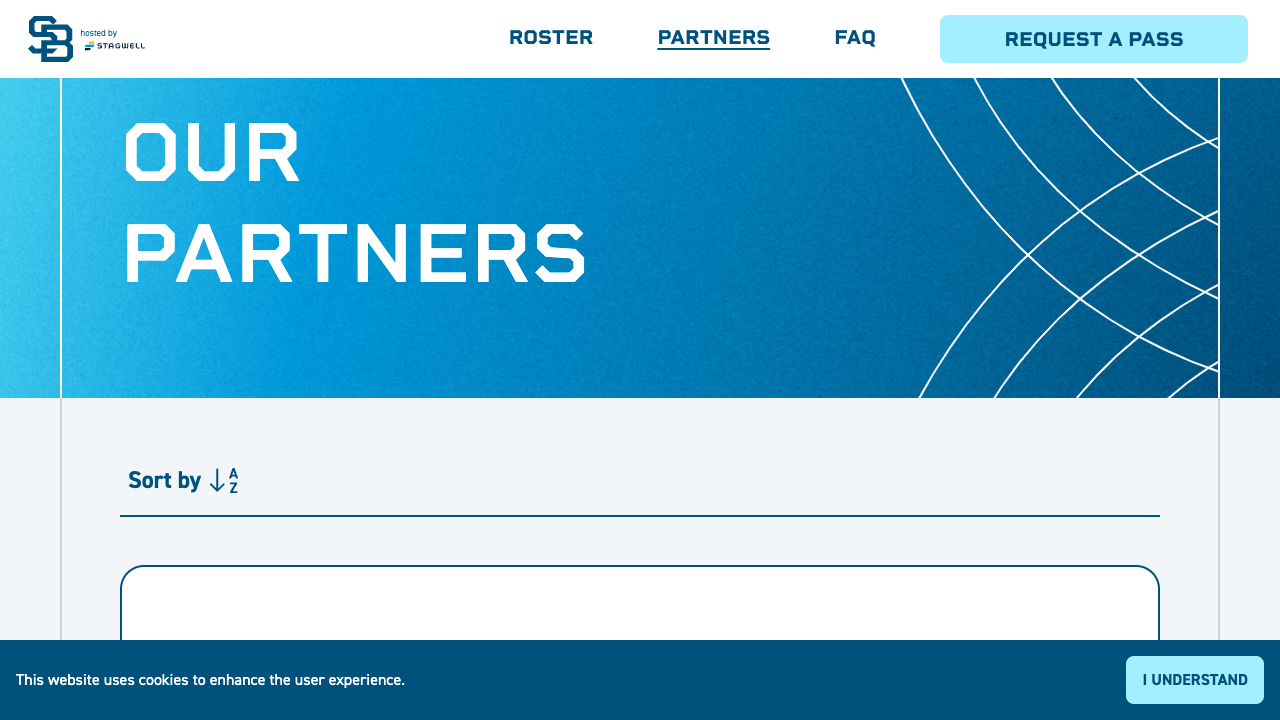 SB
hosted by
STAGWELL
ROSTER
PARTNERS
FAQ
REQUEST A PASS
OUR
PARTNERS
Sort by
A
Z
This website uses cookies to enhance the user experience.
I UNDERSTAND